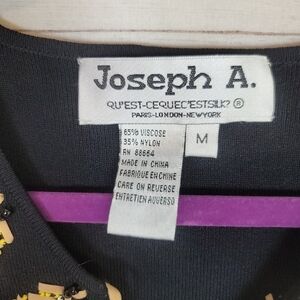 Joseph A.
QU'EST-CEQUEC'ESTSILK? ®
PARIS-LONDON-NEWYORK
M
65% VISCOSE
35% NYLON
RN 88664
MADE IN CHINA
FABRIQUE EN CHINE
CARE ON REVERSE
ENTRETIEN AUVERSO